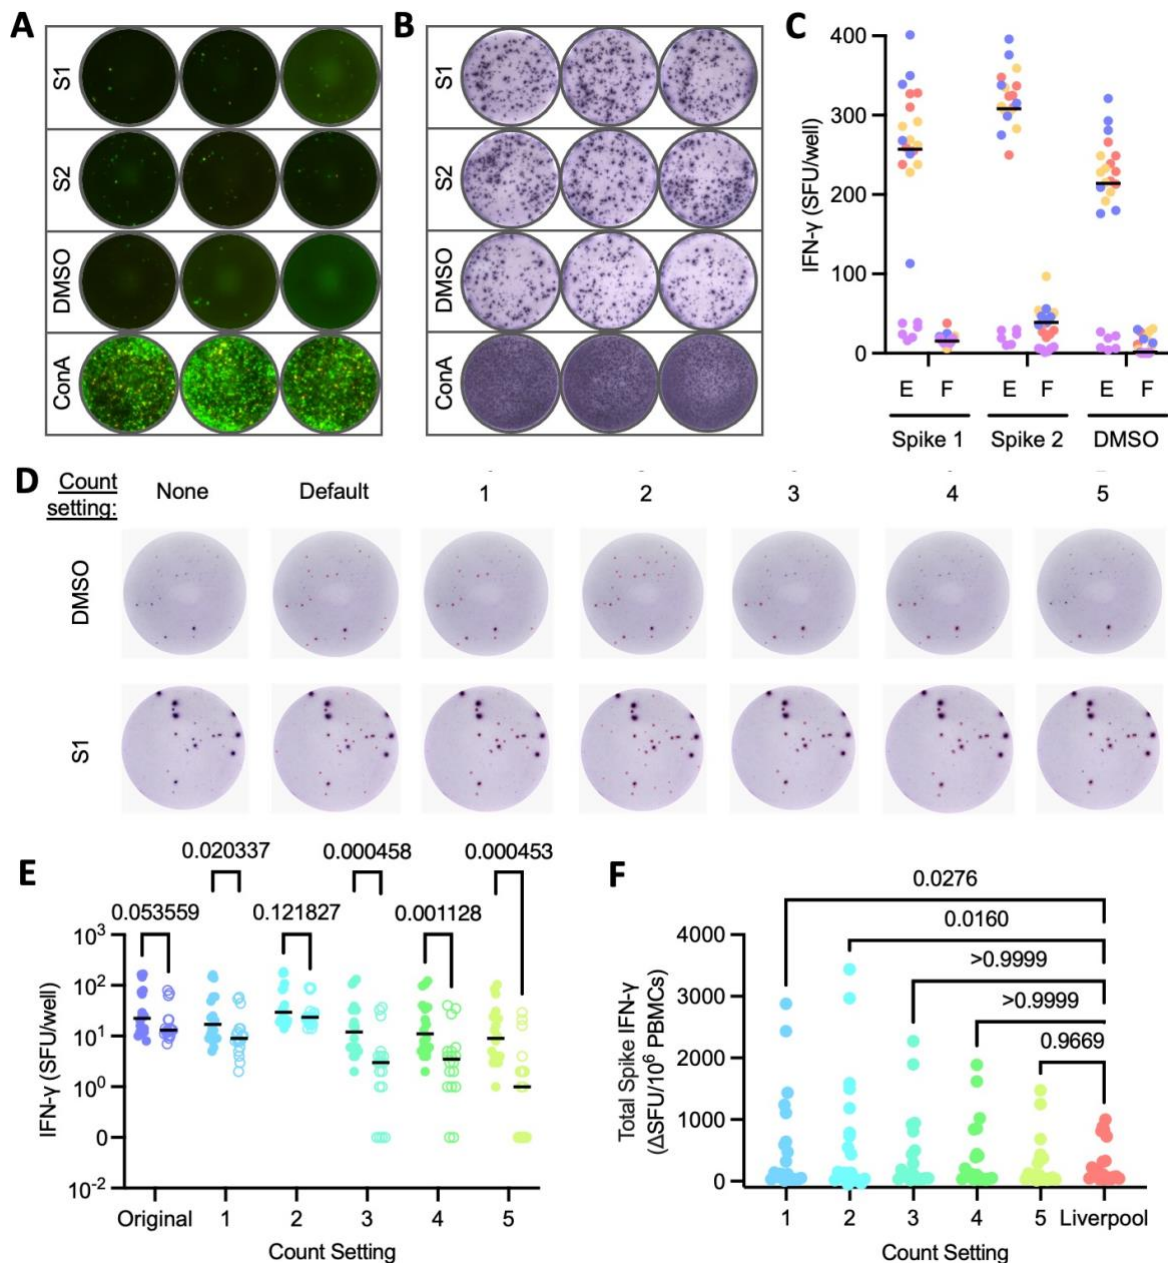 A
S1
S2
DMSO
ConA
B
S1
S2
DMSO
ConA
C
IFN-γ (SFU/well)
400
300
200
100
0
E F E F E F
Spike 1 Spike 2 DMSO
D
Count setting:
None Default 1 2 3 4 5
DMSO
S1
E
0.020337 0.000458 0.000453
0.053559 0.121827 0.001128
IFN-γ (SFU/well)
10³
10²
10¹
10⁰
0
10⁻²
Original 1 2 3 4 5
Count Setting
F
0.0276
0.0160
>0.9999
>0.9999
0.9669
Total Spike IFN-γ
(ΔSFU/10⁶ PBMCs)
4000
3000
2000
1000
0
1 2 3 4 5 Liverpool
Count Setting